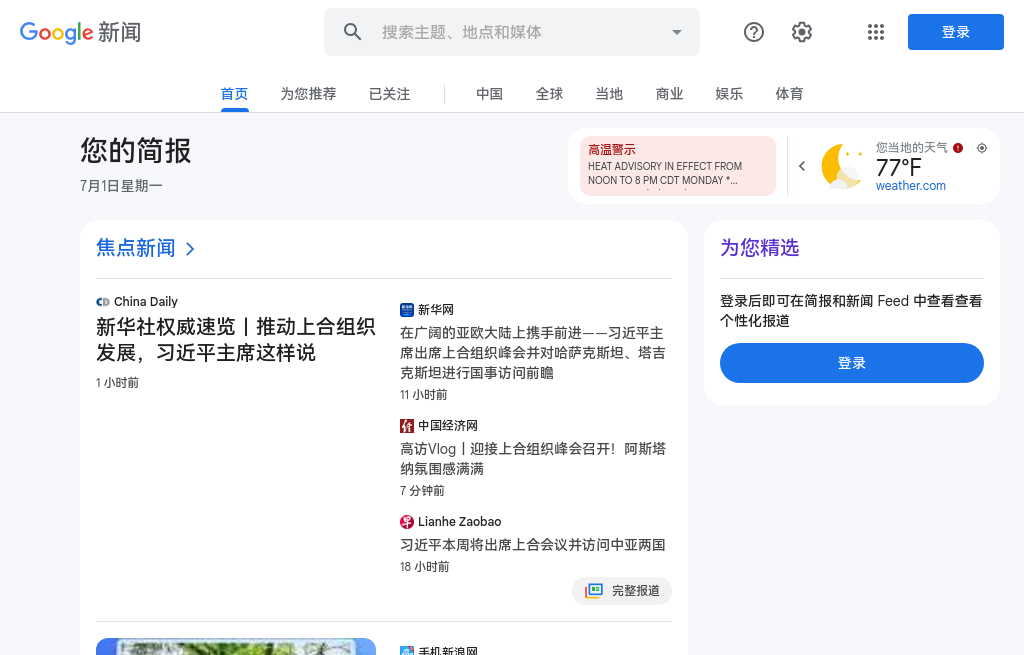 Google 新闻
搜索主题、地点和媒体
登录
首页
为您推荐
已关注
中国
全球
当地
商业
娱乐
体育
您的简报
7月1日星期一
高温警示
HEAT ADVISORY IN EFFECT FROM
NOON TO 8 PM CDT MONDAY *...
您当地的天气
77°F
weather.com
焦点新闻
China Daily
新华社权威速览丨推动上合组织
发展，习近平主席这样说
1 小时前
新华网
在广阔的亚欧大陆上携手前进——习近平主
席出席上合组织峰会并对哈萨克斯坦、塔吉
克斯坦进行国事访问前瞻
11 小时前
中国经济网
高访Vlog丨迎接上合组织峰会召开！阿斯塔
纳氛围感满满
7 分钟前
Lianhe Zaobao
习近平本周将出席上合会议并访问中亚两国
18 小时前
完整报道
手机新浪网
为您精选
登录后即可在简报和新闻 Feed 中查看查看
个性化报道
登录